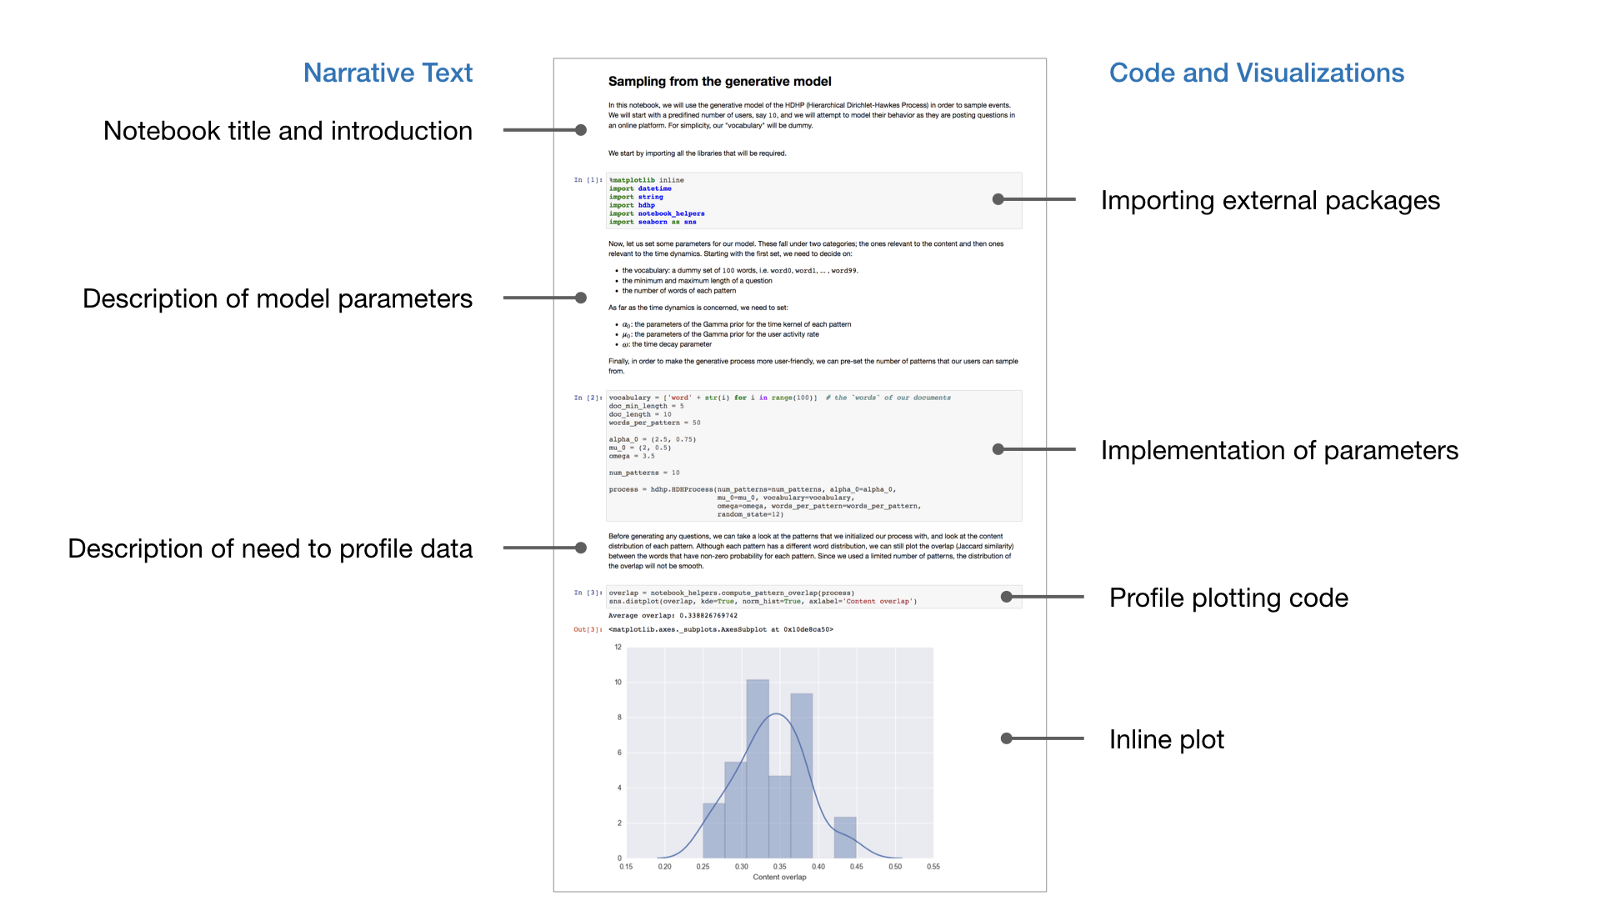 Narrative Text
Notebook title and introduction
Description of model parameters
Description of need to profile data
Sampling from the generative model
In this notebook, we will use the generative model of the HDHP (Hierarchical Dirichlet-Hawkes Process) in order to sample events.
We will start with a predifined number of users, say 10, and we will attempt to model their behavior as they are posting questions in
an online platform. For simplicity, our "vocabulary" will be dummy.
We start by importing all the libraries that will be required.
In [1]: %matplotlib inline
import datetime
import string
import hdhp
import notebook_helpers
import seaborn as sns
Now, let us set some parameters for our model. These fall under two categories; the ones relevant to the content and then ones
relevant to the time dynamics. Starting with the first set, we need to decide on:
• the vocabulary: a dummy set of 100 words, i.e. word0, word1, ... , word99.
• the minimum and maximum length of a question
• the number of words of each pattern
As far as the time dynamics is concerned, we need to set:
• α₀: the parameters of the Gamma prior for the time kernel of each pattern
• μ₀: the parameters of the Gamma prior for the user activity rate
• ω: the time decay parameter
Finally, in order to make the generative process more user-friendly, we can pre-set the number of patterns that our users can sample
from.
In [2]: vocabulary = ['word' + str(i) for i in range(100)]  # the `words` of our documents
doc_min_length = 5
doc_length = 10
words_per_pattern = 50
alpha_0 = (2.5, 0.75)
mu_0 = (2, 0.5)
omega = 3.5
num_patterns = 10
process = hdhp.HDHProcess(num_patterns=num_patterns, alpha_0=alpha_0,
mu_0=mu_0, vocabulary=vocabulary,
omega=omega, words_per_pattern=words_per_pattern,
random_state=12)
Before generating any questions, we can take a look at the patterns that we initialized our process with, and look at the content
distribution of each pattern. Although each pattern has a different word distribution, we can still plot the overlap (Jaccard similarity)
between the words that have non-zero probability for each pattern. Since we used a limited number of patterns, the distribution of
the overlap will not be smooth.
In [3]: overlap = notebook_helpers.compute_pattern_overlap(process)
sns.distplot(overlap, kde=True, norm_hist=True, axlabel='Content overlap')
Average overlap: 0.338826769742
Out[3]: <matplotlib.axes._subplots.AxesSubplot at 0x10de8ca50>
12
10
8
6
4
2
0
0.15 0.20 0.25 0.30 0.35 0.40 0.45 0.50 0.55
Content overlap
Code and Visualizations
Importing external packages
Implementation of parameters
Profile plotting code
Inline plot